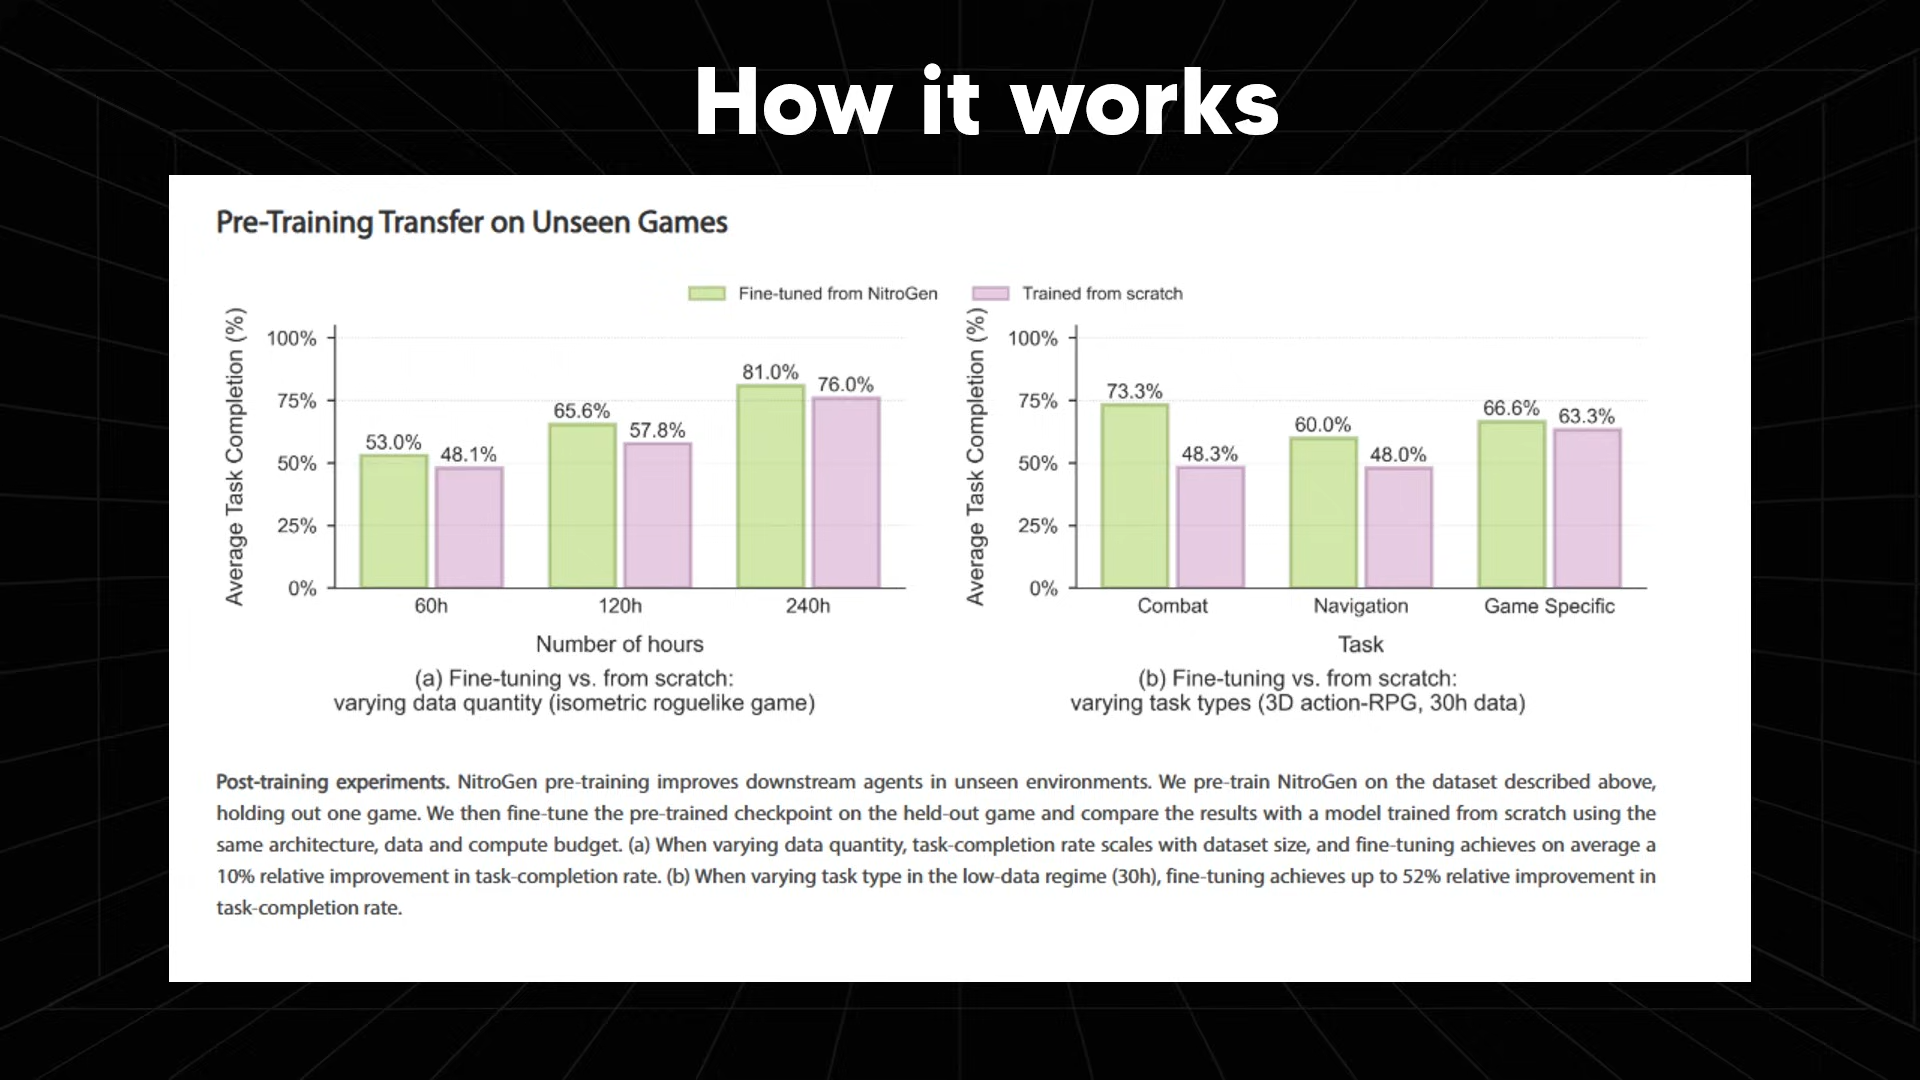 How it works
Pre-Training Transfer on Unseen Games
Fine-tuned from NitroGen
Trained from scratch
Average Task Completion (%)
100%
75%
50%
25%
0%
53.0%
48.1%
65.6%
57.8%
81.0%
76.0%
60h
120h
240h
Number of hours
(a) Fine-tuning vs. from scratch:
varying data quantity (isometric roguelike game)
Average Task Completion (%)
100%
75%
50%
25%
0%
73.3%
48.3%
60.0%
48.0%
66.6%
63.3%
Combat
Navigation
Game Specific
Task
(b) Fine-tuning vs. from scratch:
varying task types (3D action-RPG, 30h data)
Post-training experiments. NitroGen pre-training improves downstream agents in unseen environments. We pre-train NitroGen on the dataset described above,
holding out one game. We then fine-tune the pre-trained checkpoint on the held-out game and compare the results with a model trained from scratch using the
same architecture, data and compute budget. (a) When varying data quantity, task-completion rate scales with dataset size, and fine-tuning achieves on average a
10% relative improvement in task-completion rate. (b) When varying task type in the low-data regime (30h), fine-tuning achieves up to 52% relative improvement in
task-completion rate.